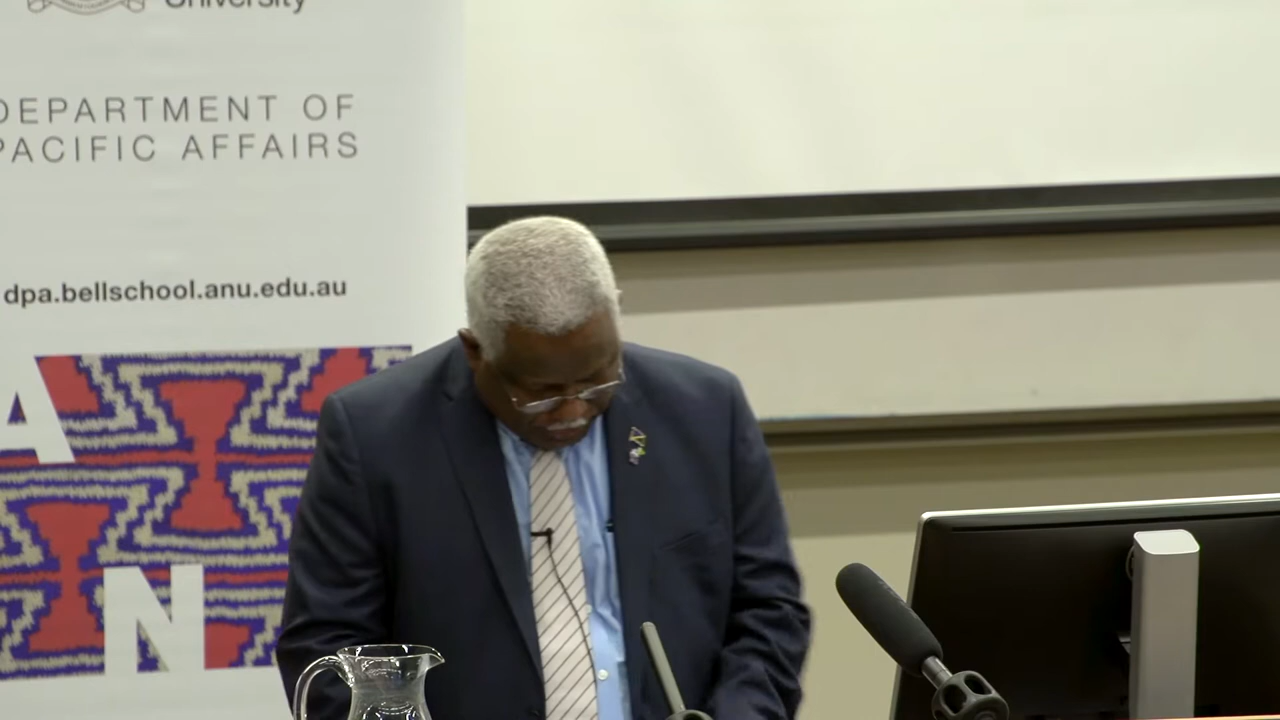 University
DEPARTMENT OF
PACIFIC AFFAIRS
dpa.bellschool.anu.edu.au
A
N